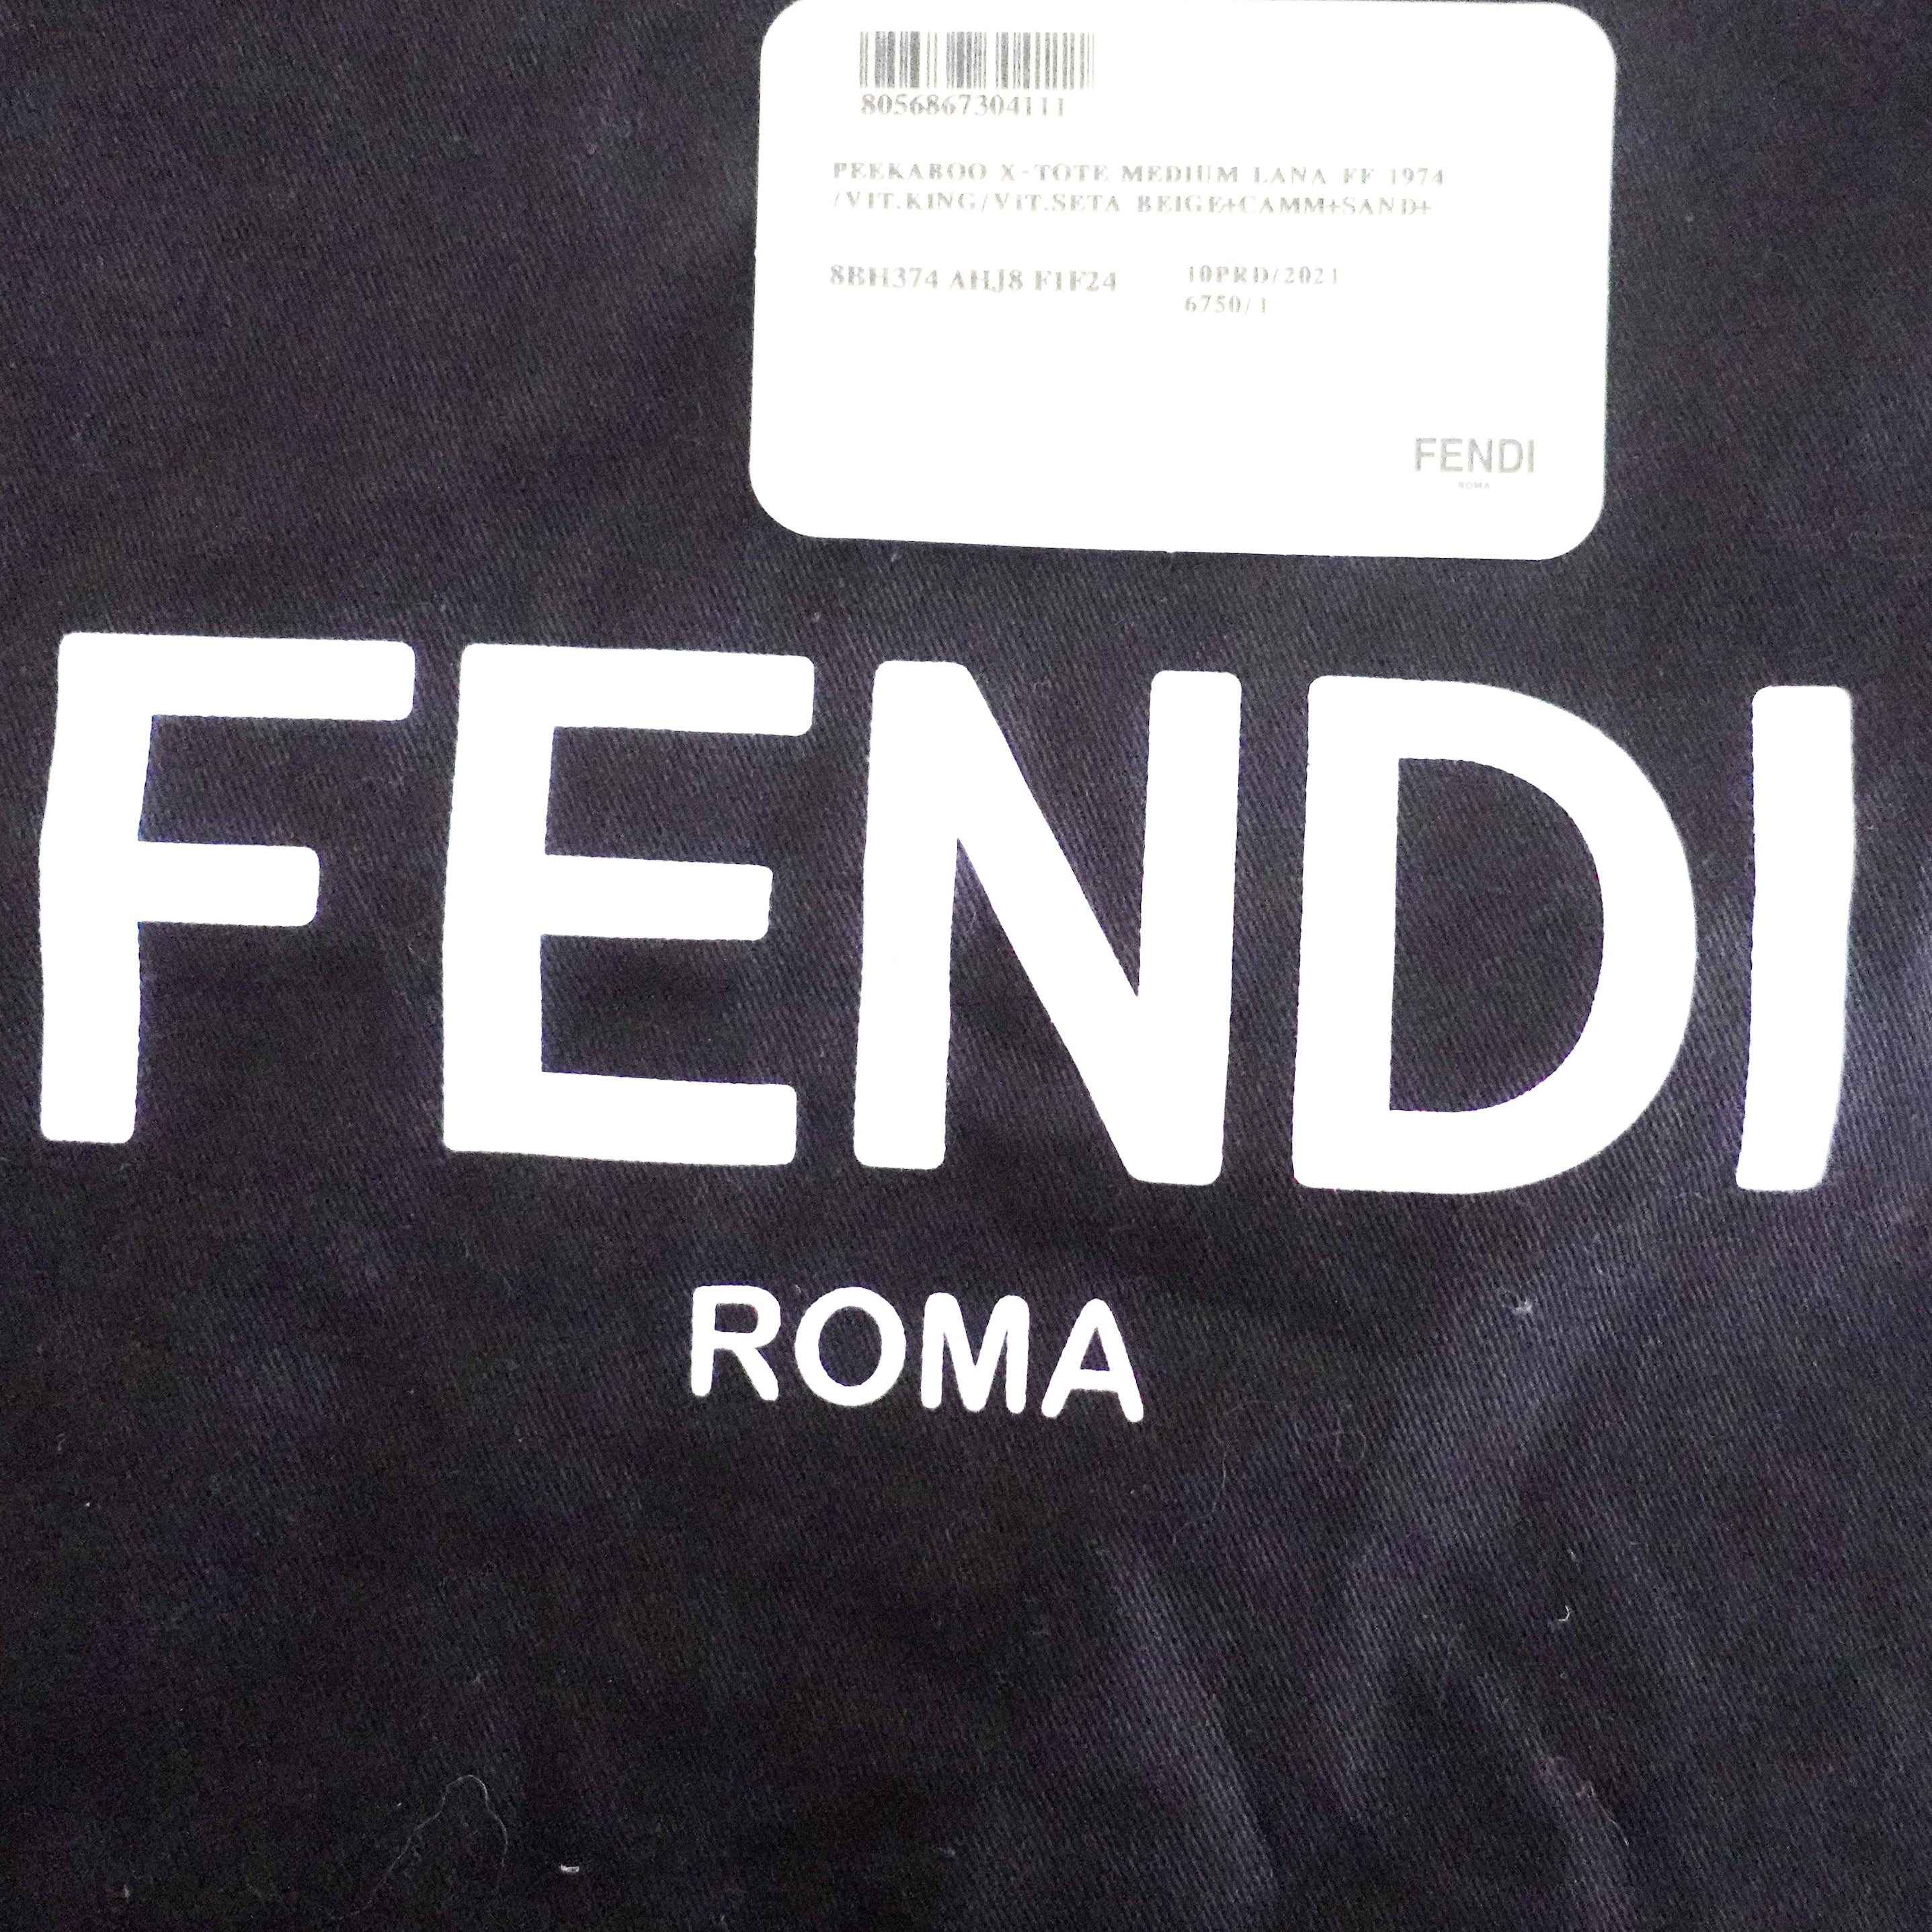 8056867304111
PEEKABOO X-TOTE MEDIUM LANA FF 1974
/VIT.KING/VIT.SETA BEIGE+CAMM+SAND+
8BH374 AHJ8 F1F24
10PRD/2021
6750/1
FENDI
ROMA
FENDI
ROMA